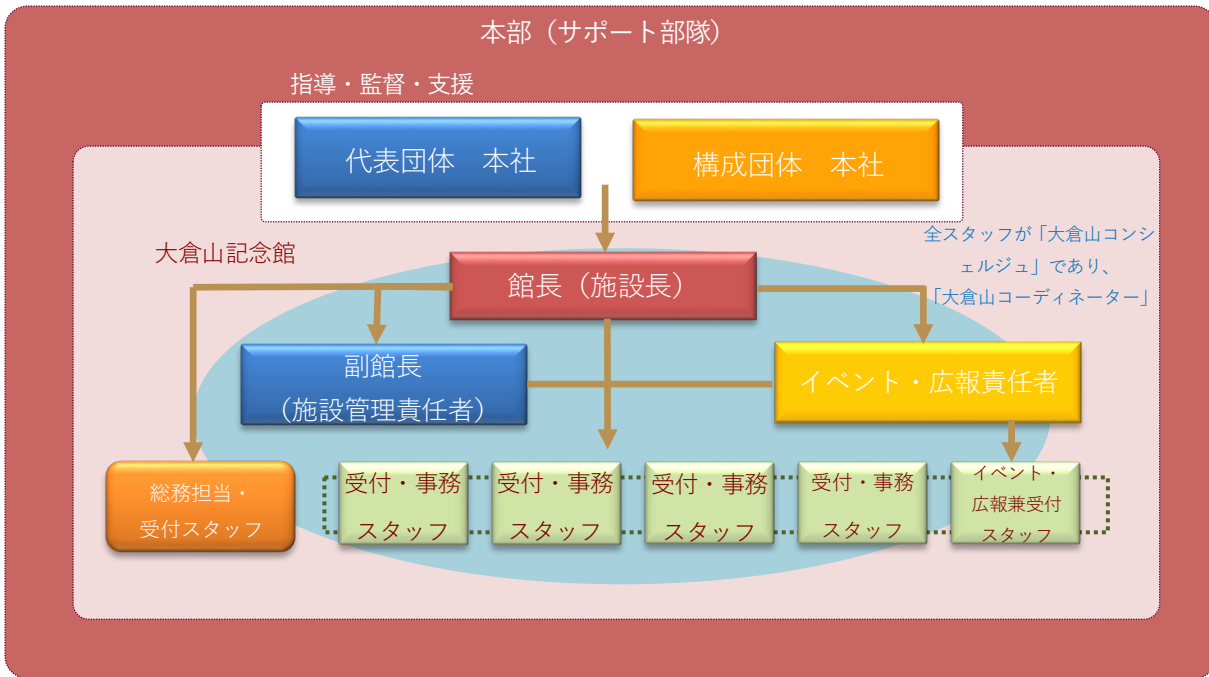 本部（サポート部隊）
指導・監督・支援
代表団体　本社
構成団体　本社
大倉山記念館
全スタッフが「大倉山コンシ
ェルジュ」であり、
「大倉山コーディネーター」
館長（施設長）
副館長
（施設管理責任者）
イベント・広報責任者
総務担当・
受付スタッフ
受付・事務
スタッフ
受付・事務
スタッフ
受付・事務
スタッフ
受付・事務
スタッフ
イベント・
広報兼受付
スタッフ